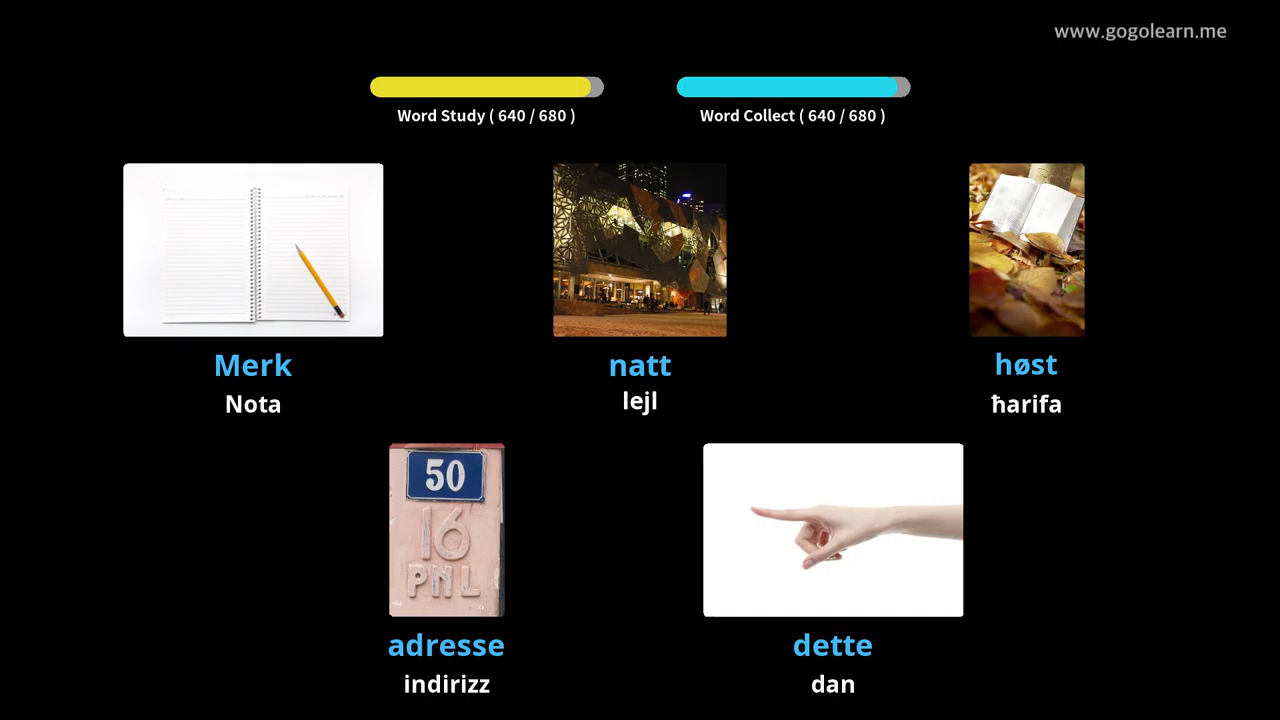 www.gogolearn.me
Word Study ( 640 / 680 )
Word Collect ( 640 / 680 )
Merk
Nota
natt
lejl
høst
ħarifa
50
16
PNL
adresse
indirizz
dette
dan